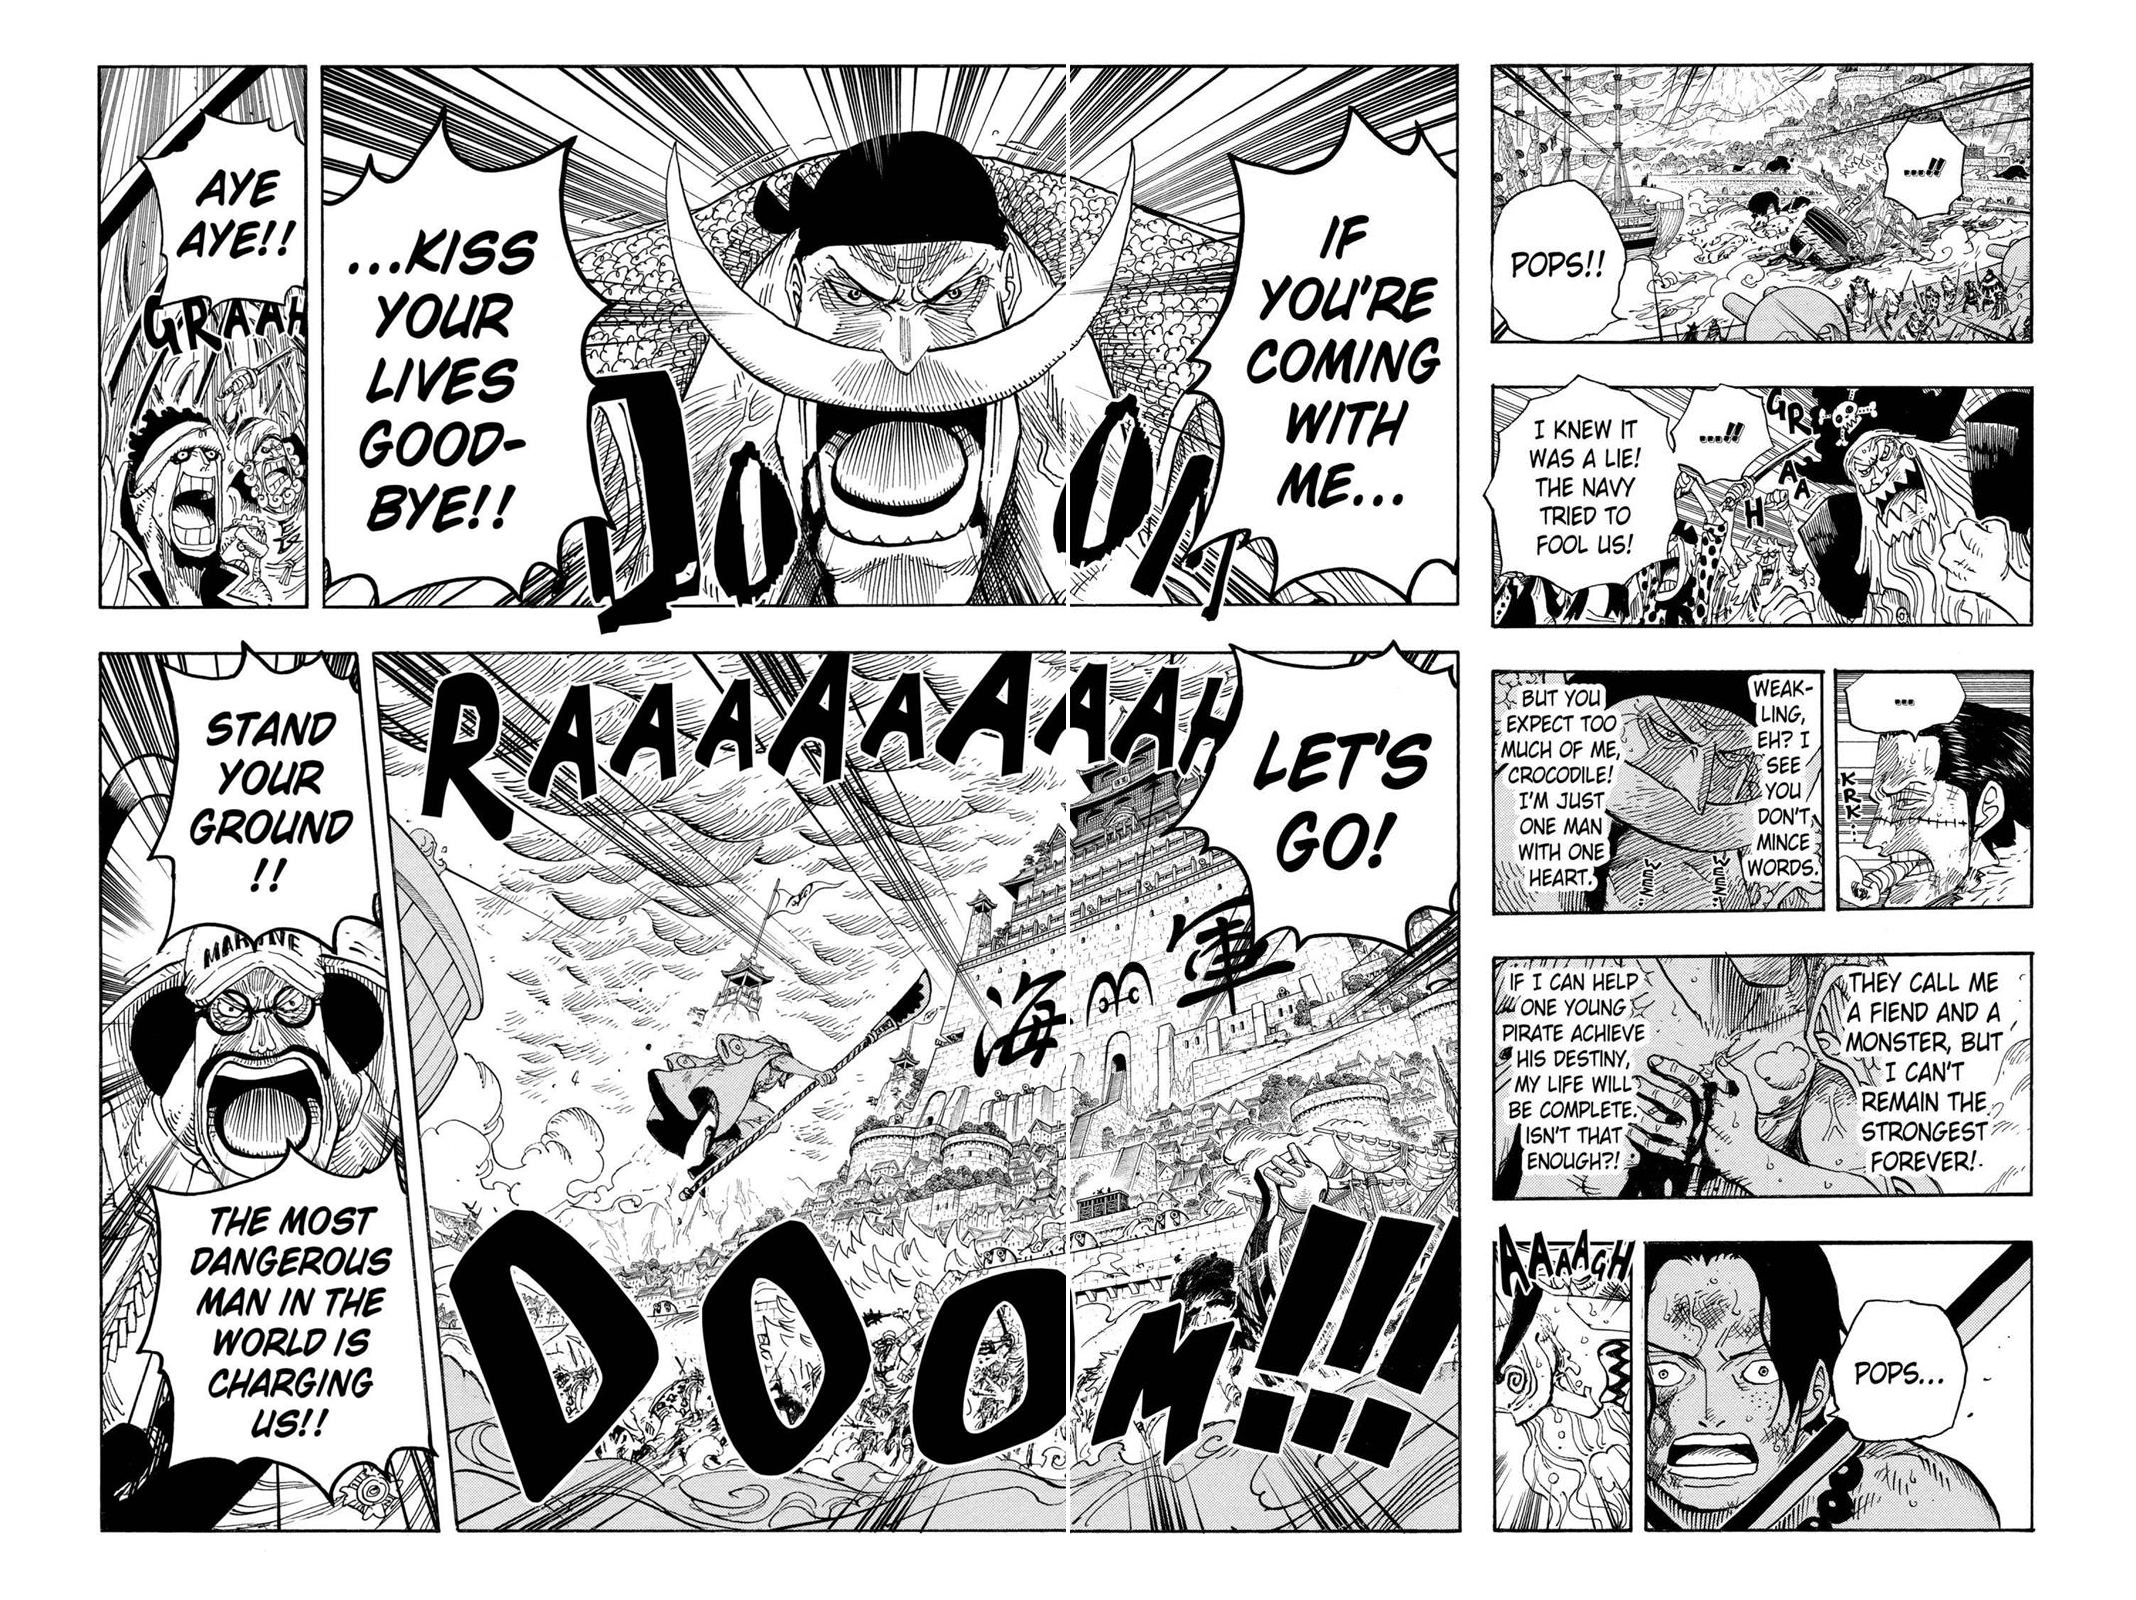 ....!!
POPS!!
GRAAH
....!!
I KNEW IT
WAS A LIE!
THE NAVY
TRIED TO
FOOL US!
...
KRK...
WEAK-
LING,
EH? I
SEE
YOU
DON'T
MINCE
WORDS.
BUT YOU
EXPECT TOO
MUCH OF ME,
CROCODILE!
I'M JUST
ONE MAN
WITH ONE
HEART.
THEY CALL ME
A FIEND AND A
MONSTER, BUT
I CAN'T
REMAIN THE
STRONGEST
FOREVER!
IF I CAN HELP
ONE YOUNG
PIRATE ACHIEVE
HIS DESTINY,
MY LIFE WILL
BE COMPLETE.
ISN'T THAT
ENOUGH?!
POPS...
AAAAGH
IF
YOU'RE
COMING
WITH
ME...
...KISS
YOUR
LIVES
GOOD-
BYE!!
DOOM
AYE
AYE!!
GRAAH
LET'S
GO!
RAAAAAAAAAH
海軍
DOOM!!!
STAND
YOUR
GROUND
!!
MARINE
THE MOST
DANGEROUS
MAN IN THE
WORLD IS
CHARGING
US!!